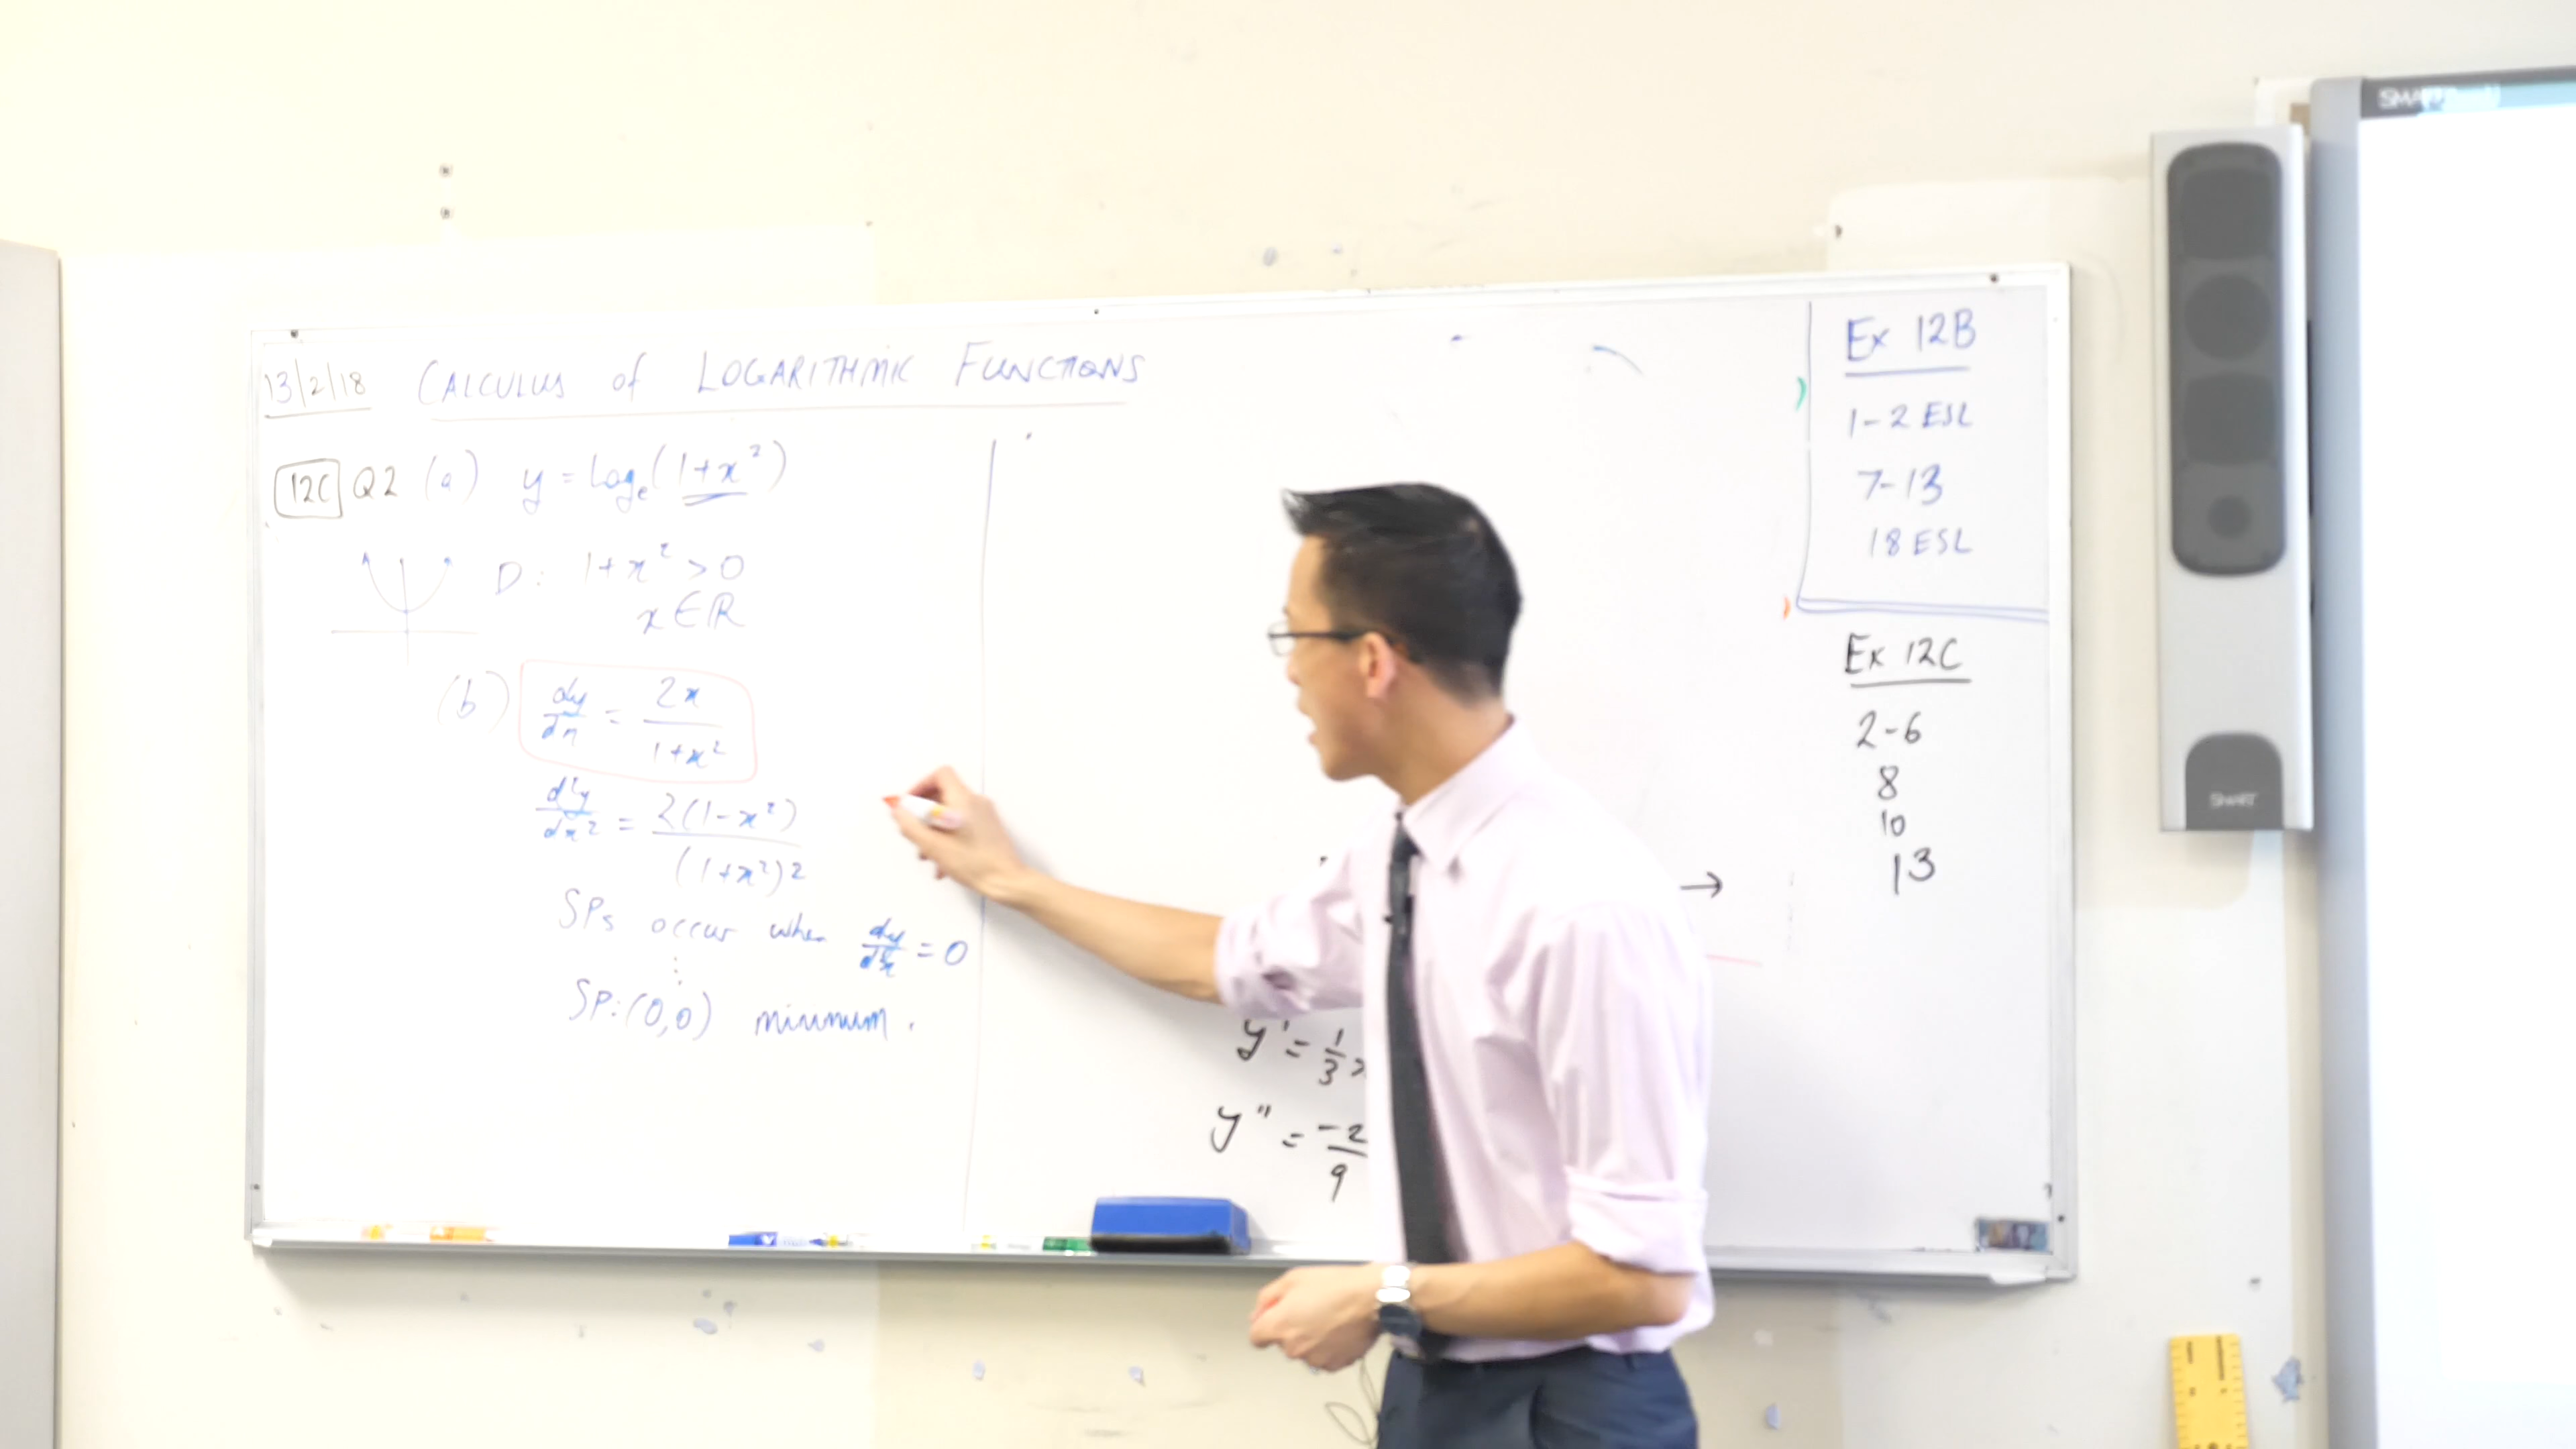 13/2/18 CALCULUS of LOGARITHMIC FUNCTIONS
12C Q2 (a) y = log_e(1+x²)
D: 1+x² > 0
x ∈ ℝ
(b) dy/dx = 2x/(1+x²)
d²y/dx² = 2(1-x²)/(1+x²)²
SPs occur when dy/dx = 0
⋮
SP: (0,0) minimum.
y' = 1/3
y'' = -2/9
→
Ex 12B
1-2 ESL
7-13
18 ESL
Ex 12C
2-6
8
10
13
SMART